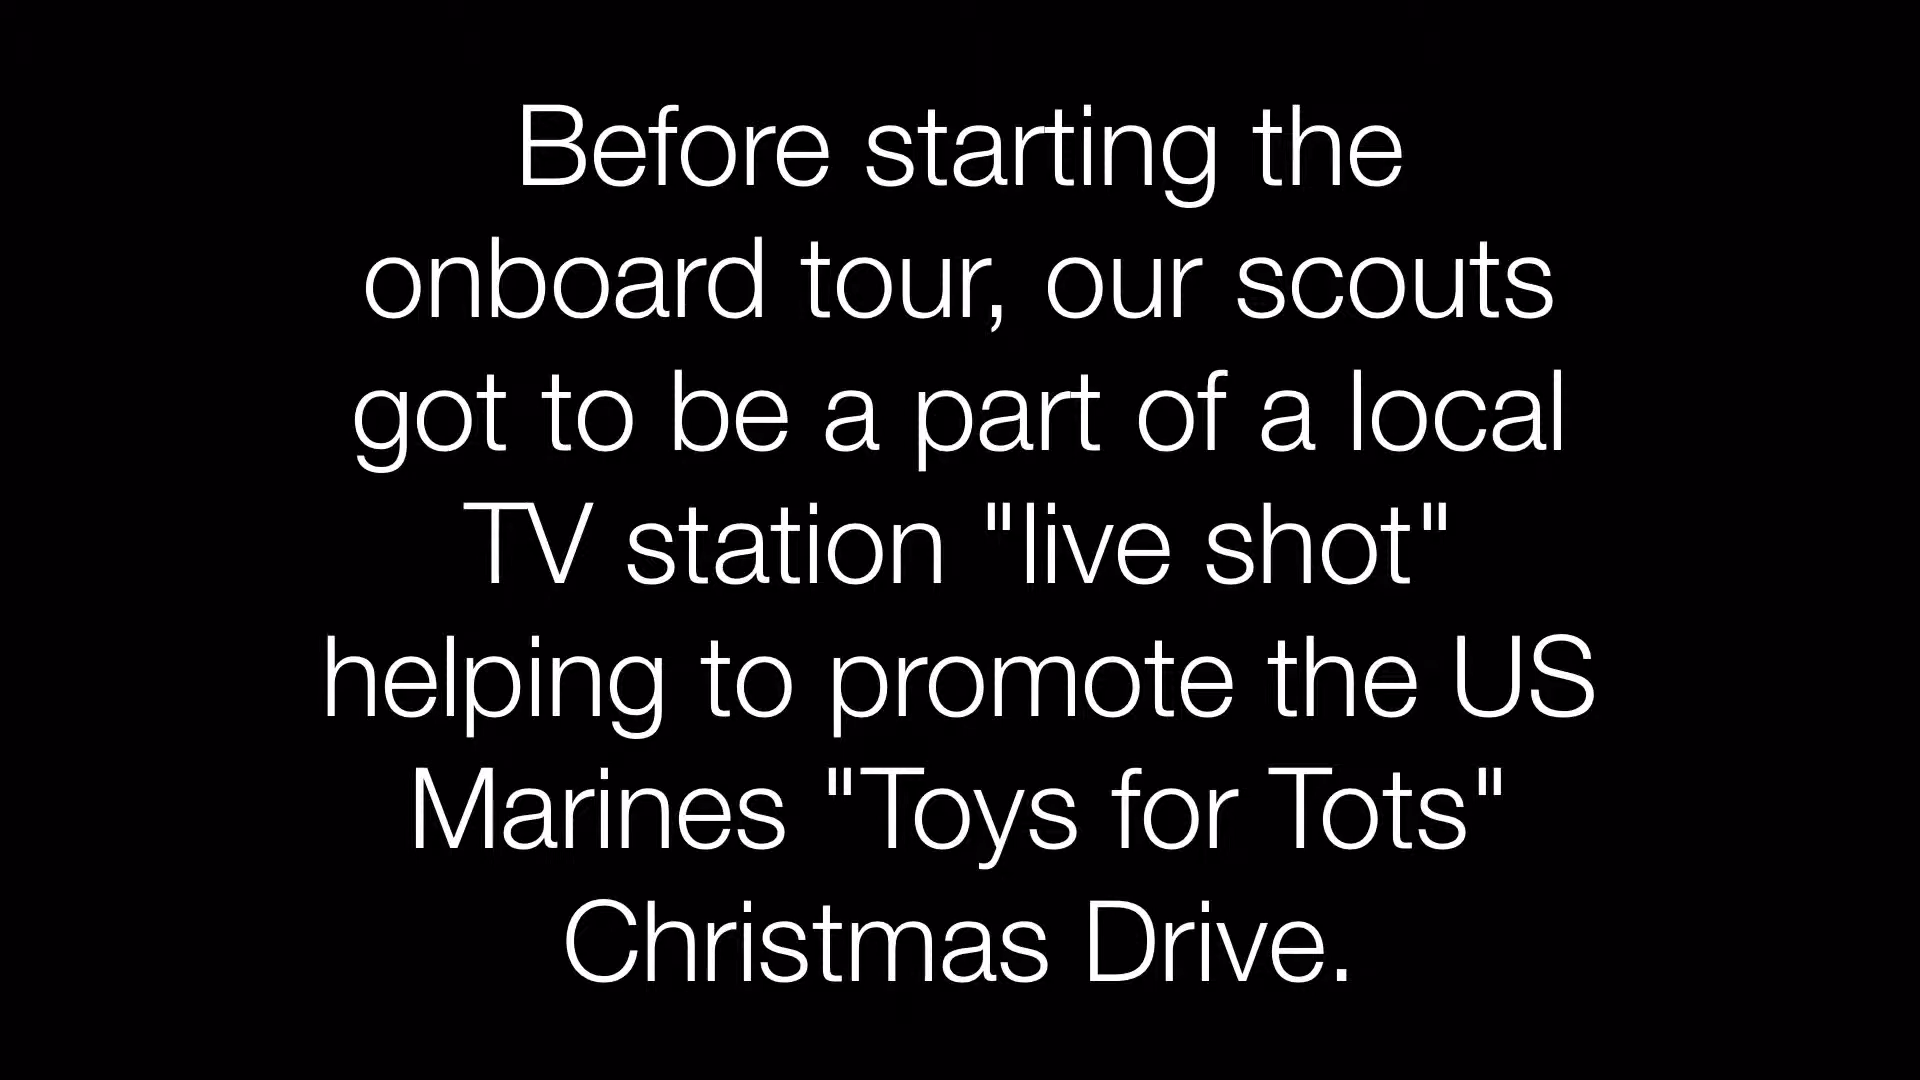 Before starting the
onboard tour, our scouts
got to be a part of a local
TV station "live shot"
helping to promote the US
Marines "Toys for Tots"
Christmas Drive.